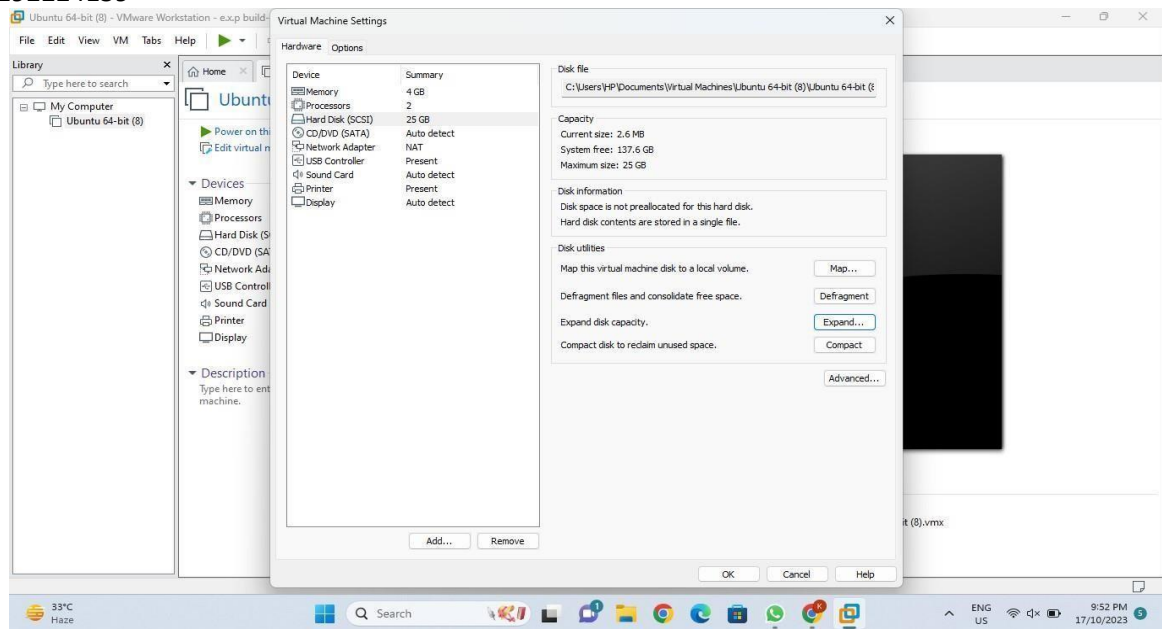 Ubuntu 64-bit (8) - VMware Workstation - e.x.p build-
File Edit View VM Tabs Help
Library
Type here to search
My Computer
Ubuntu 64-bit (8)
Home
Ubuntu
Power on thi
Edit virtual m
Devices
Memory
Processors
Hard Disk (S
CD/DVD (SA
Network Ada
USB Controll
Sound Card
Printer
Display
Description
Type here to ent
machine.
Virtual Machine Settings
Hardware Options
Device Summary
Memory 4 GB
Processors 2
Hard Disk (SCSI) 25 GB
CD/DVD (SATA) Auto detect
Network Adapter NAT
USB Controller Present
Sound Card Auto detect
Printer Present
Display Auto detect
Add... Remove
Disk file
C:\Users\HP\Documents\Virtual Machines\Ubuntu 64-bit (8)\Ubuntu 64-bit (8
Capacity
Current size: 2.6 MB
System free: 137.6 GB
Maximum size: 25 GB
Disk information
Disk space is not preallocated for this hard disk.
Hard disk contents are stored in a single file.
Disk utilities
Map this virtual machine disk to a local volume. Map...
Defragment files and consolidate free space. Defragment
Expand disk capacity. Expand...
Compact disk to reclaim unused space. Compact
Advanced...
OK Cancel Help
it (8).vmx
33°C
Haze
Search
ENG
US
9:52 PM
17/10/2023
5